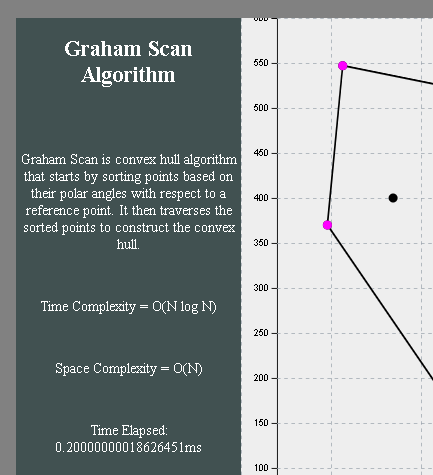 Graham Scan
Algorithm
Graham Scan is convex hull algorithm
that starts by sorting points based on
their polar angles with respect to a
reference point. It then traverses the
sorted points to construct the convex
hull.
Time Complexity = O(N log N)
Space Complexity = O(N)
Time Elapsed:
0.20000000018626451ms
600
550
500
450
400
350
300
250
200
150
100